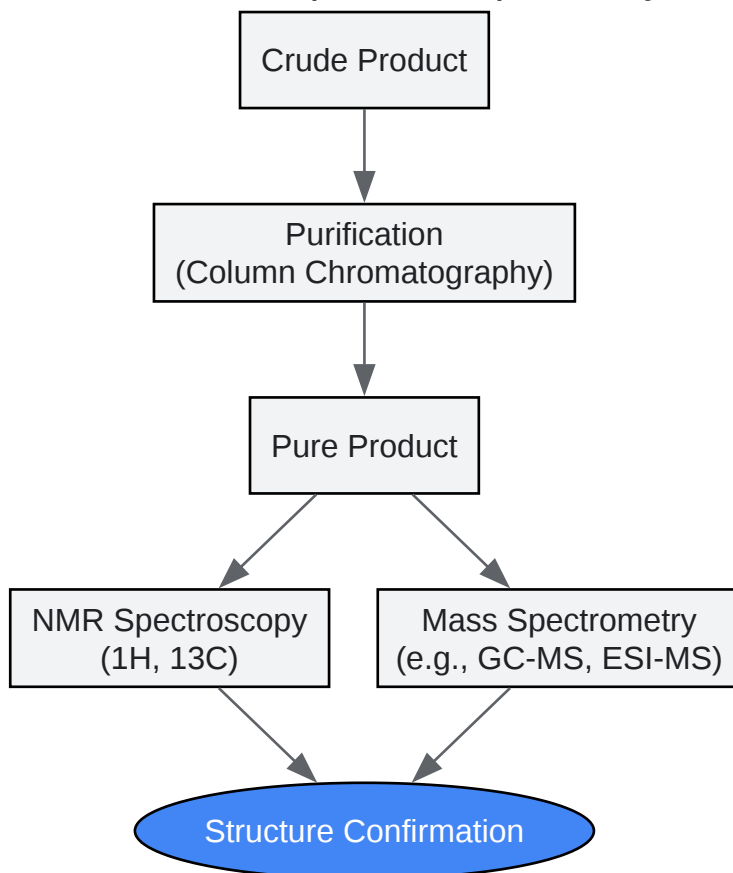 Crude Product
Purification
(Column Chromatography)
Pure Product
NMR Spectroscopy
(1H, 13C)
Mass Spectrometry
(e.g., GC-MS, ESI-MS)
Structure Confirmation